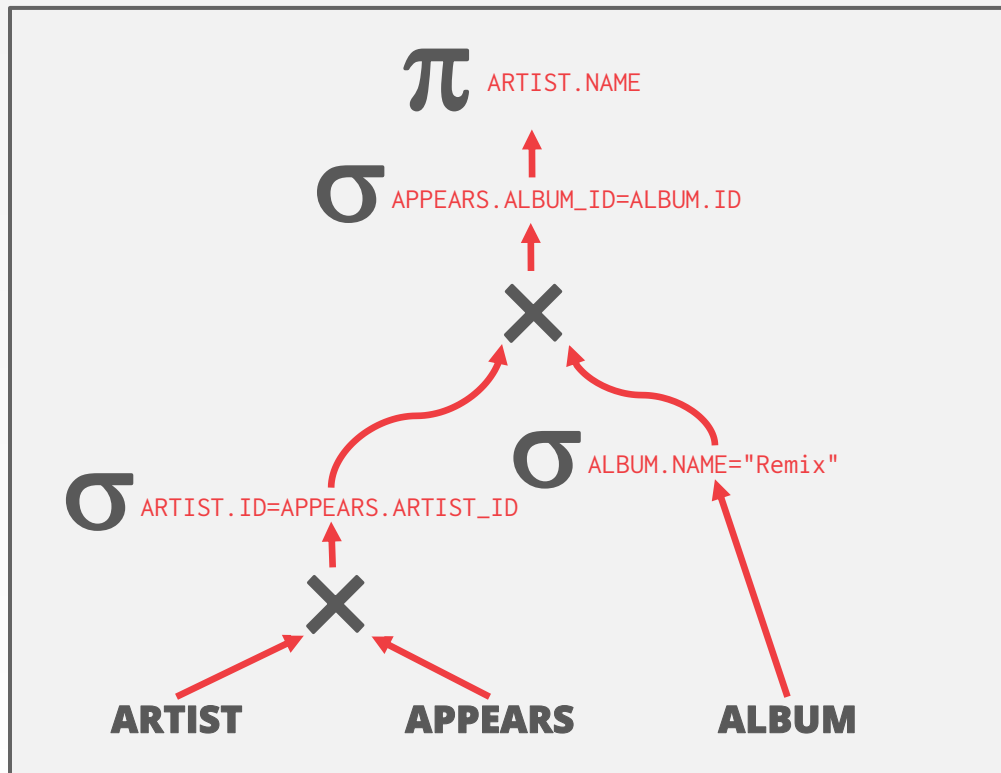 π ARTIST.NAME
σ APPEARS.ALBUM_ID=ALBUM.ID
×
σ ALBUM.NAME="Remix"
σ ARTIST.ID=APPEARS.ARTIST_ID
×
ARTIST APPEARS ALBUM